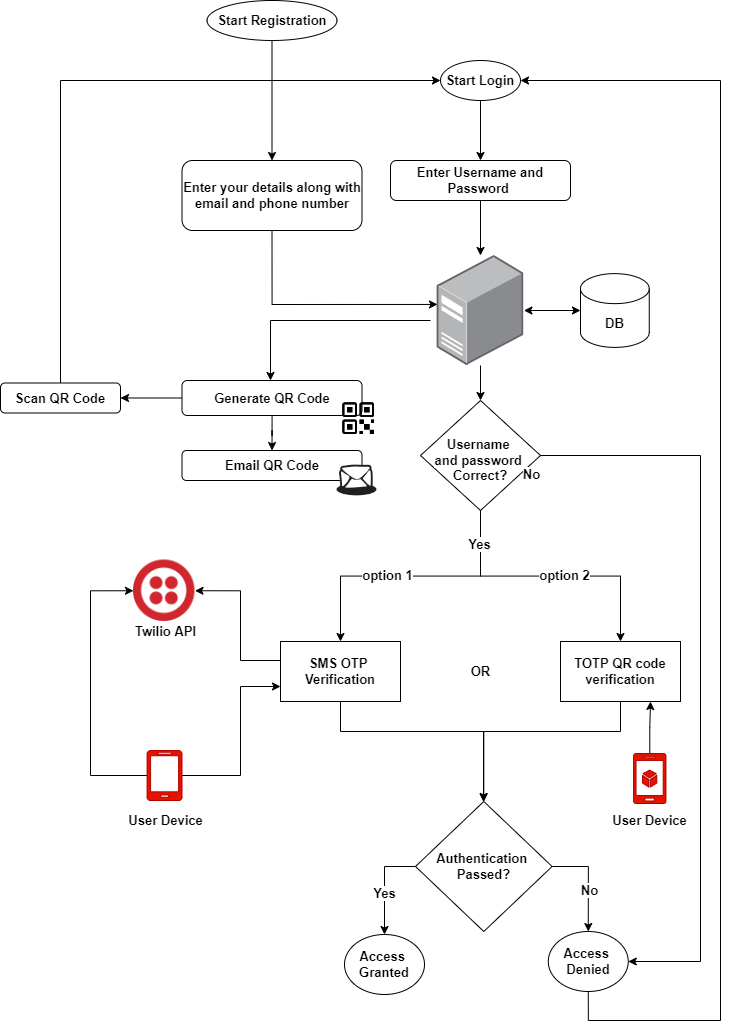 Start Registration
Start Login
Enter your details along with
email and phone number
Enter Username and
Password
DB
Scan QR Code
Generate QR Code
Email QR Code
Username
and password
Correct?
No
Yes
option 1
option 2
Twilio API
SMS OTP
Verification
OR
TOTP QR code
verification
User Device
User Device
Authentication
Passed?
Yes
No
Access
Granted
Access
Denied